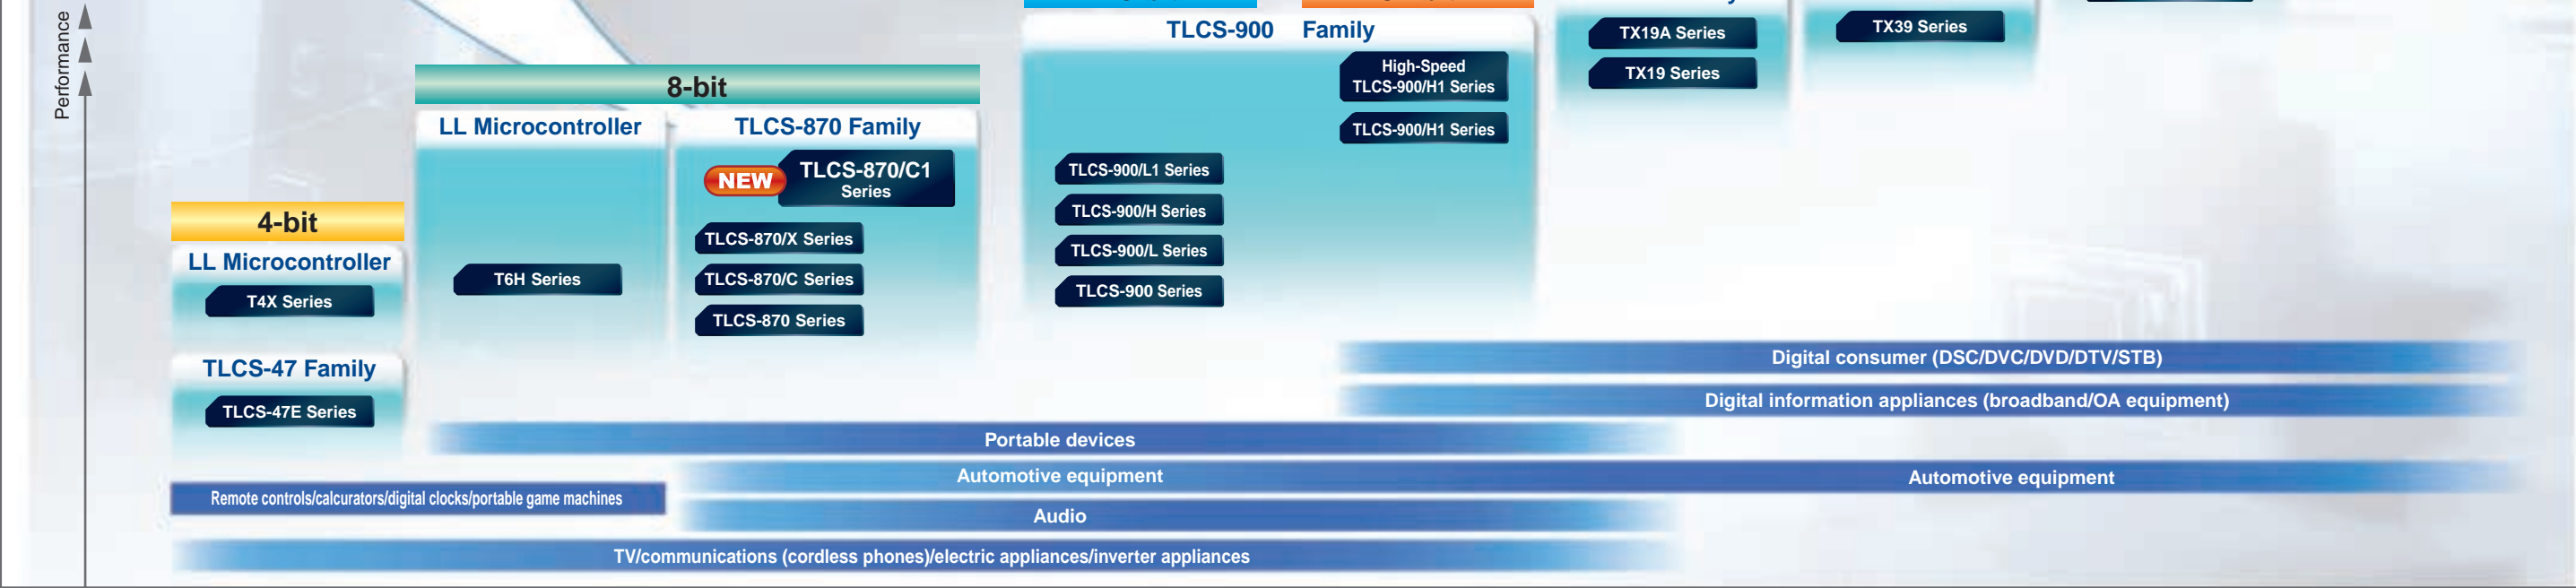 Performance
TLCS-900 Family
TX19A Series
TX39 Series
High-Speed
TLCS-900/H1 Series
TX19 Series
8-bit
LL Microcontroller
TLCS-870 Family
TLCS-900/H1 Series
NEW
TLCS-870/C1
Series
TLCS-900/L1 Series
TLCS-900/H Series
4-bit
TLCS-870/X Series
TLCS-900/L Series
LL Microcontroller
T6H Series
TLCS-870/C Series
TLCS-900 Series
T4X Series
TLCS-870 Series
TLCS-47 Family
TLCS-47E Series
Digital consumer (DSC/DVC/DVD/DTV/STB)
Digital information appliances (broadband/OA equipment)
Portable devices
Automotive equipment
Automotive equipment
Remote controls/calcurators/digital clocks/portable game machines
Audio
TV/communications (cordless phones)/electric appliances/inverter appliances